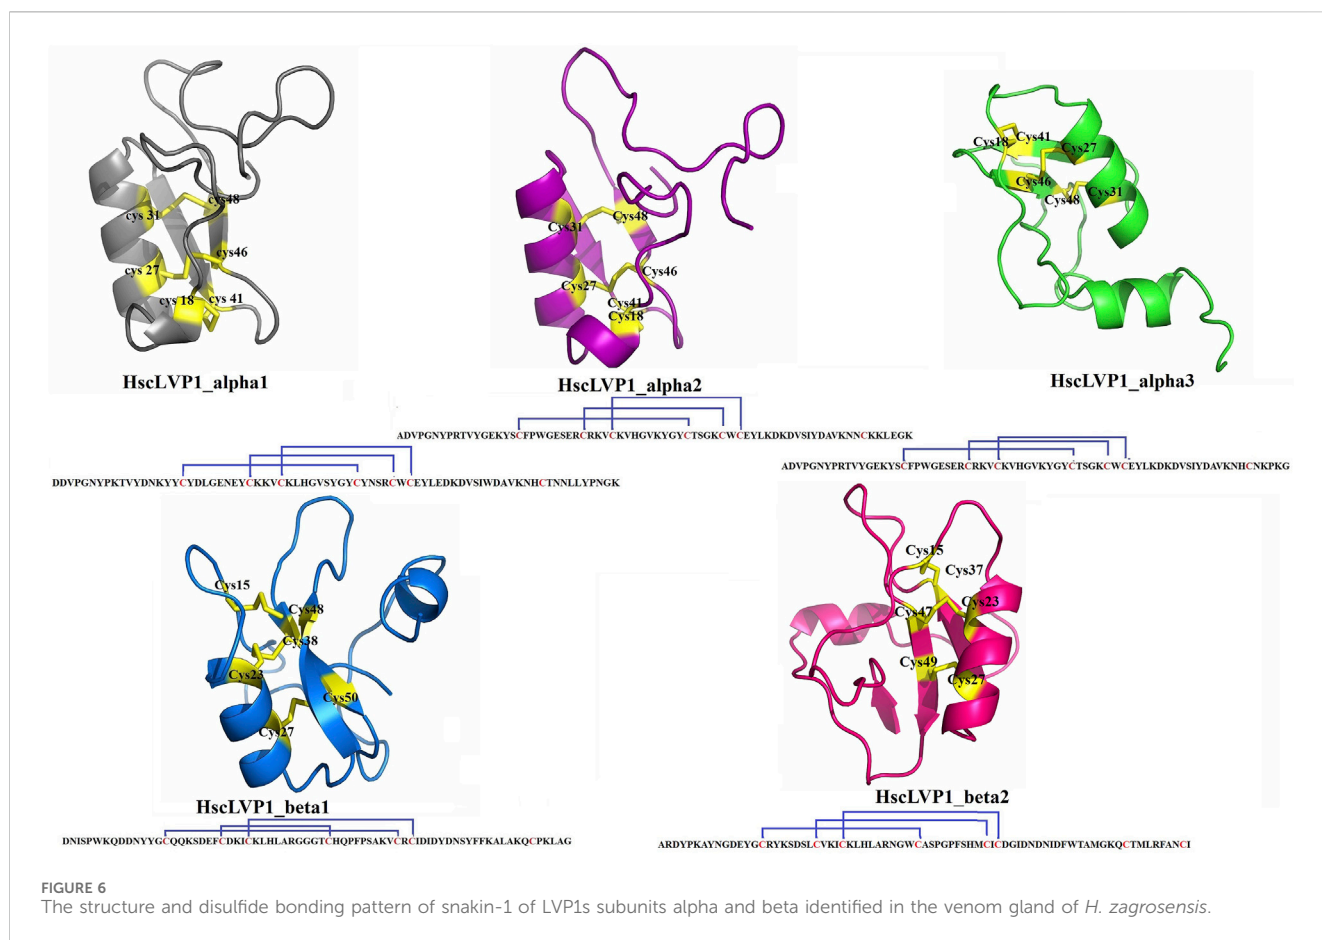 cys 31
cys48
cys46
cys 27
cys 18
cys 41
HscLVP1_alpha1
Cys31
Cys48
Cys46
Cys27
Cys41
Cys18
HscLVP1_alpha2
Cys18
Cys41
Cys27
Cys46
Cys48
Cys31
HscLVP1_alpha3
ADVPGNYPRTVYGEKYSCFPWGESERCRKVCKVHGVKYGYCTSGKCWCEYLKDKDVSIYDAVKNNCKKLEGK
ADVPGNYPRTVYGEKYSCFPWGESERCRKVCKVHGVKYGYCTSGKCWCEYLKDKDVSIYDAVKNHCNKPKG
DDVPGNYPKTVYDNKYYCYDLGENEYCKKVCKLHGVSYGYCYNSRCWCEYLEDKDVSIWDAVKNHCTNNLLYPNGK
Cys15
Cys48
Cys38
Cys23
Cys50
Cys27
HscLVP1_beta1
Cys15
Cys37
Cys47
Cys23
Cys49
Cys27
HscLVP1_beta2
DNISPWKQDDNYYGCQQKSDEFCDKICKLHLARGGGTCHQPFPSAKVCRCIDIDYDNSYFFKALAKQCPKLAG
ARDYPKAYNGDEYGCRYKSDSLCVKICKLHLARNGWCASPGPFSHMCICDGIDNDNIDFWTAMGKQCTMLRFANCI
FIGURE 6
The structure and disulfide bonding pattern of snakin-1 of LVP1s subunits alpha and beta identified in the venom gland of H. zagrosensis.